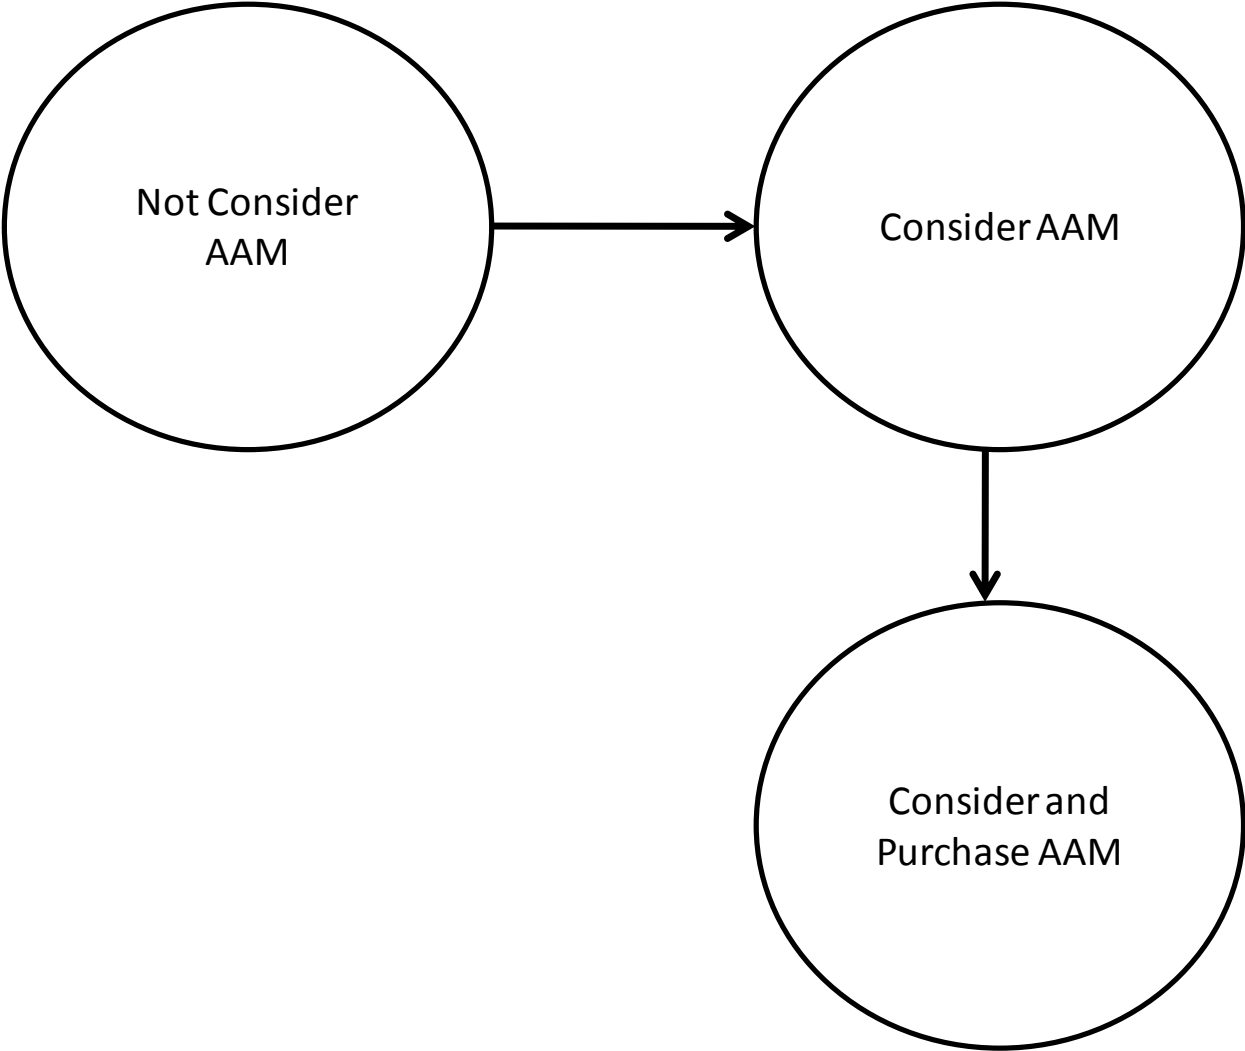 Not Consider
AAM
Consider AAM
Consider and
Purchase AAM